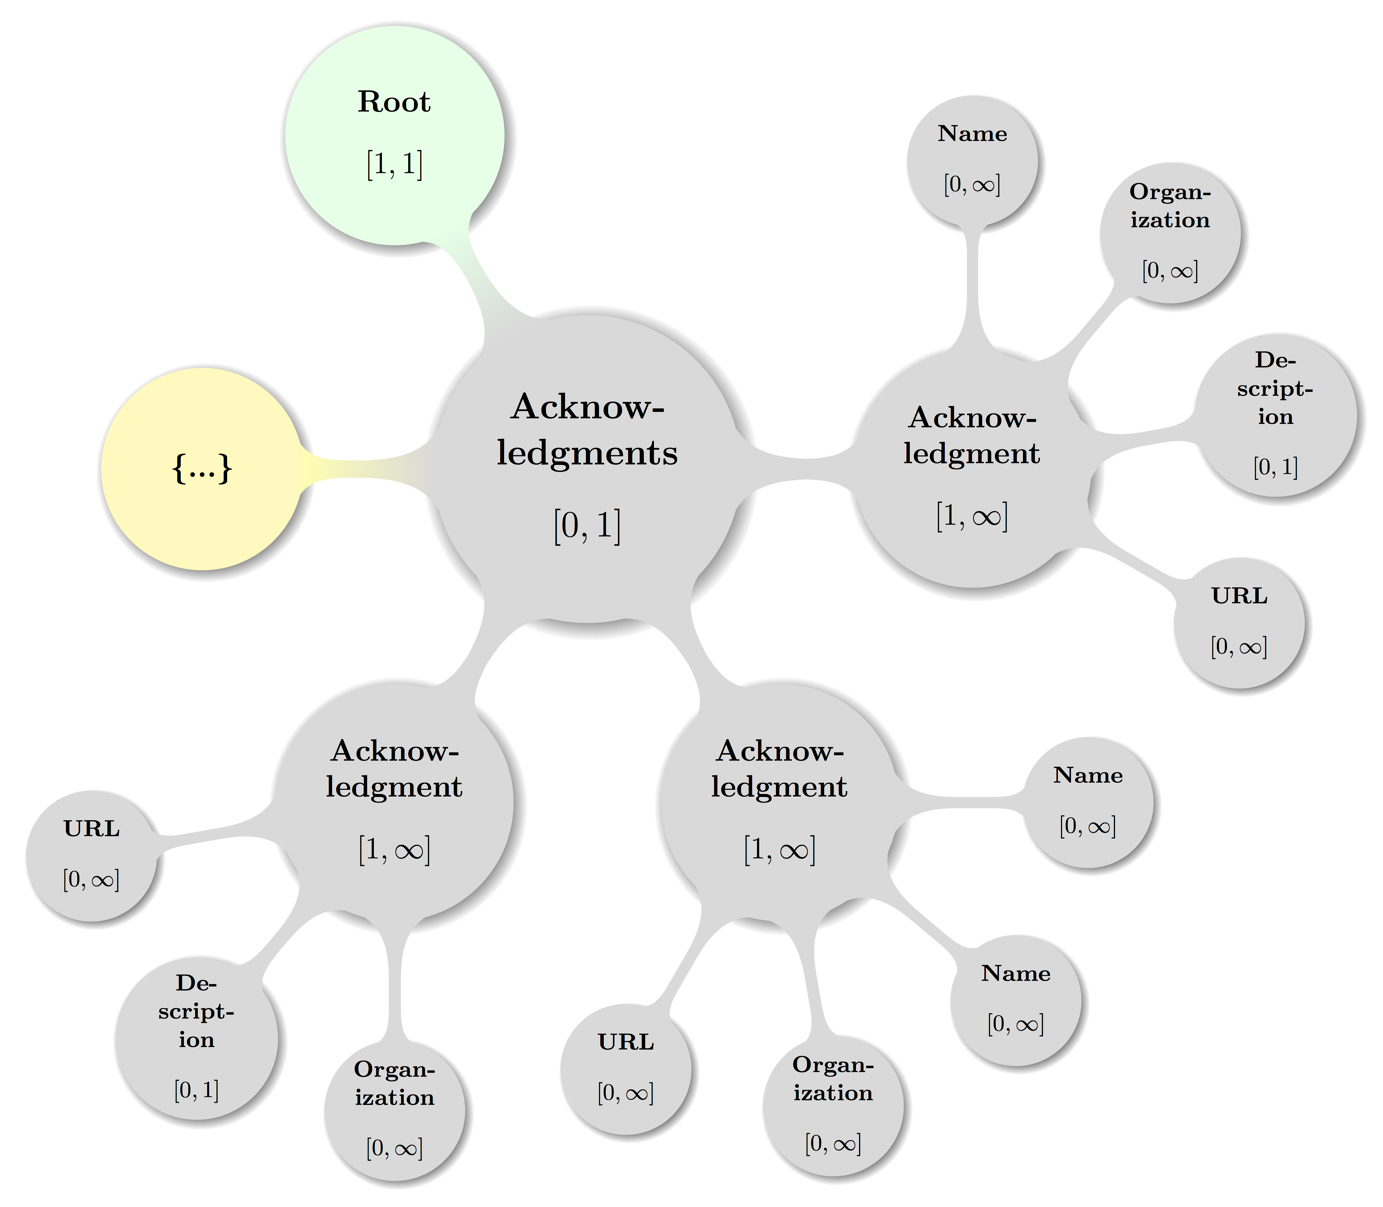 Root
[1, 1]
{...}
Acknow-
ledgments
[0, 1]
Acknow-
ledgment
[1, ∞]
Name
[0, ∞]
Organ-
ization
[0, ∞]
De-
script-
ion
[0, 1]
URL
[0, ∞]
Acknow-
ledgment
[1, ∞]
URL
[0, ∞]
De-
script-
ion
[0, 1]
Organ-
ization
[0, ∞]
Acknow-
ledgment
[1, ∞]
Name
[0, ∞]
Name
[0, ∞]
Organ-
ization
[0, ∞]
URL
[0, ∞]